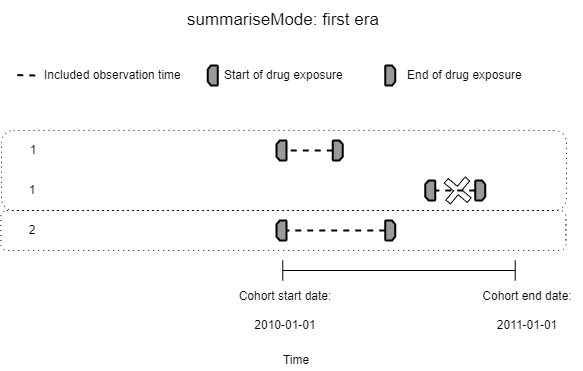 summariseMode: first era
Included observation time
Start of drug exposure
End of drug exposure
1
1
2
Cohort start date:
Cohort end date:
2010-01-01
2011-01-01
Time